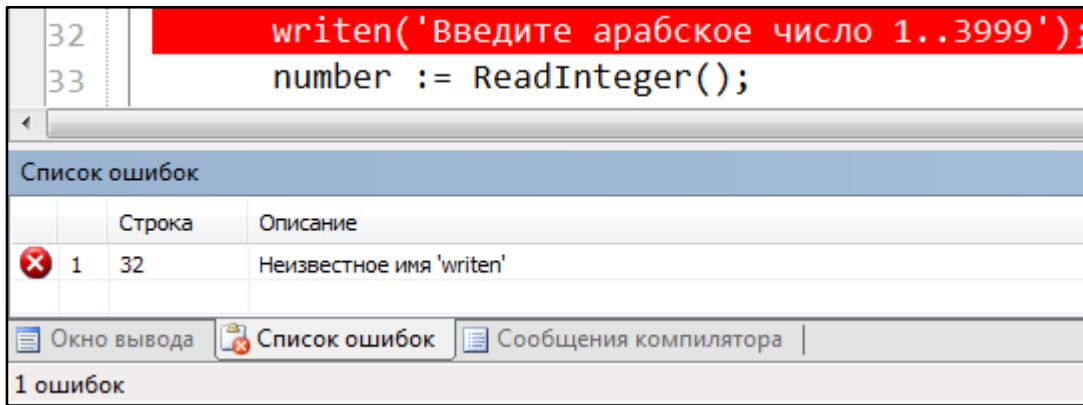 32 writen('Введите арабское число 1..3999');
33 number := ReadInteger();
Список ошибок
Строка Описание
1 32 Неизвестное имя 'writen'
Окно вывода Список ошибок Сообщения компилятора
1 ошибок